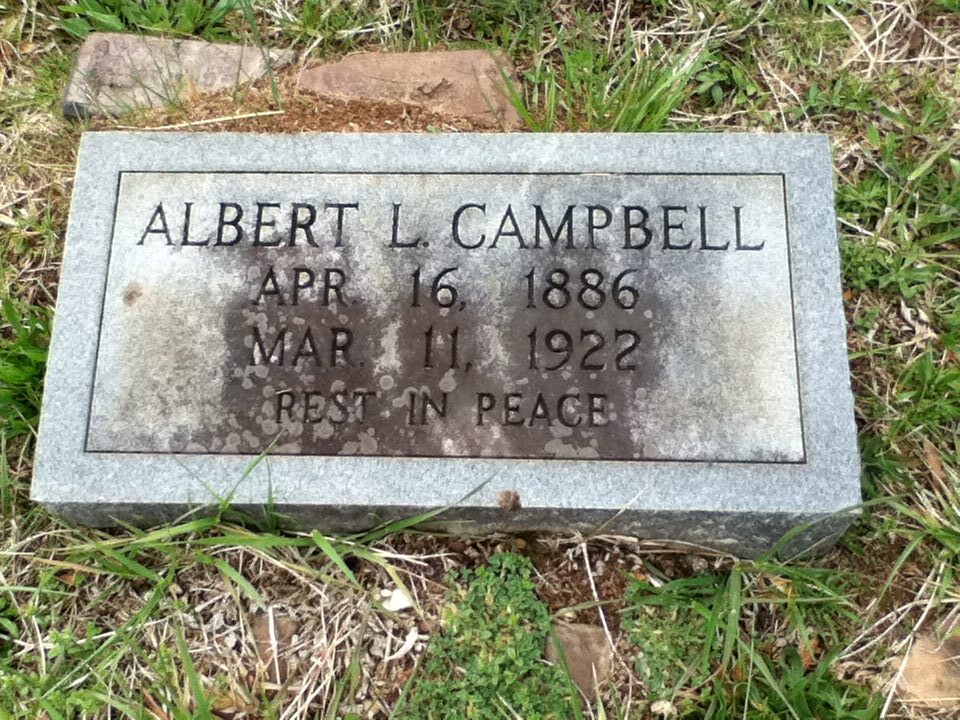 ALBERT L. CAMPBELL
APR. 16, 1886
MAR. 11, 1922
REST IN PEACE